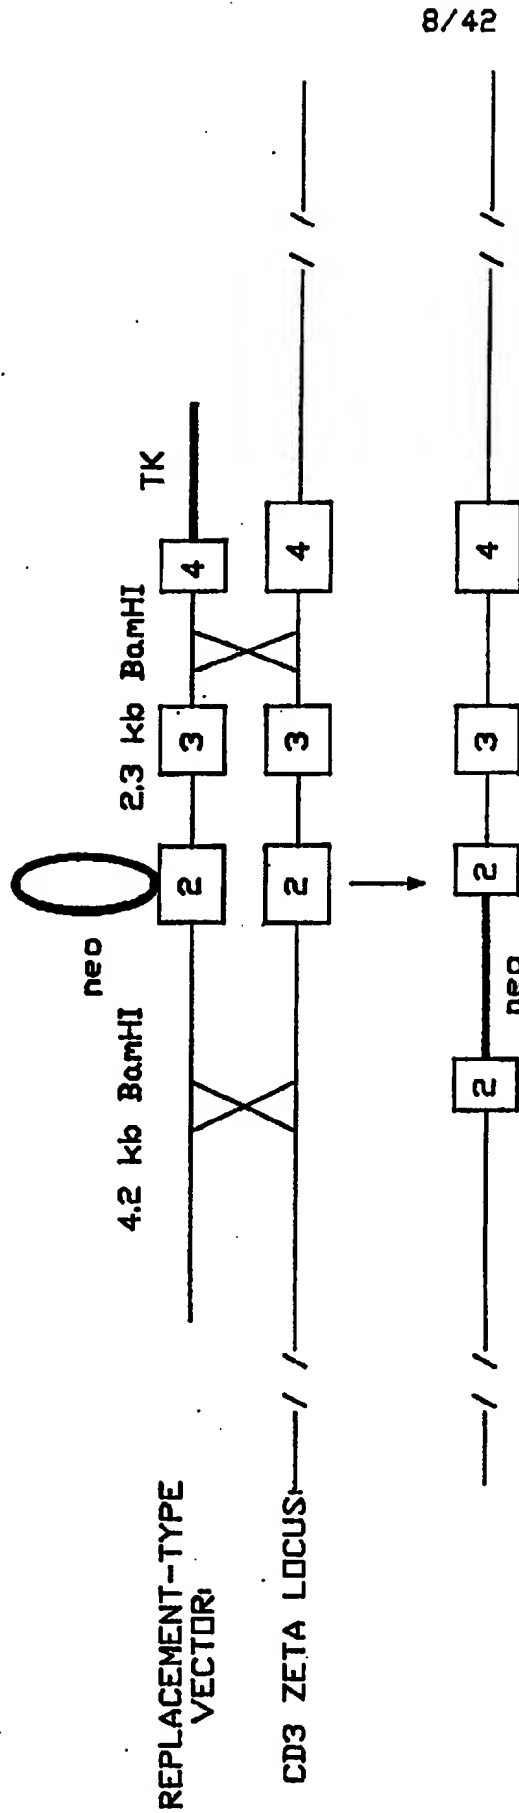 8/42
REPLACEMENT-TYPE
VECTOR:
neo
4.2 kb BamHI
2.3 kb BamHI
TK
2
3
4
CD3 ZETA LOCUS:
2
3
4
2
neo
2
3
4